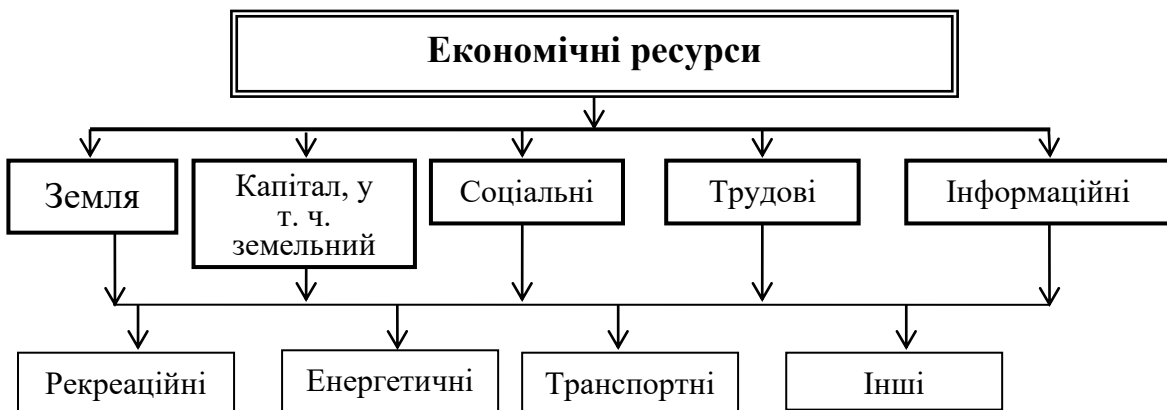 Економічні ресурси
Земля
Капітал, у
т. ч.
земельний
Соціальні
Трудові
Інформаційні
Рекреаційні
Енергетичні
Транспортні
Інші